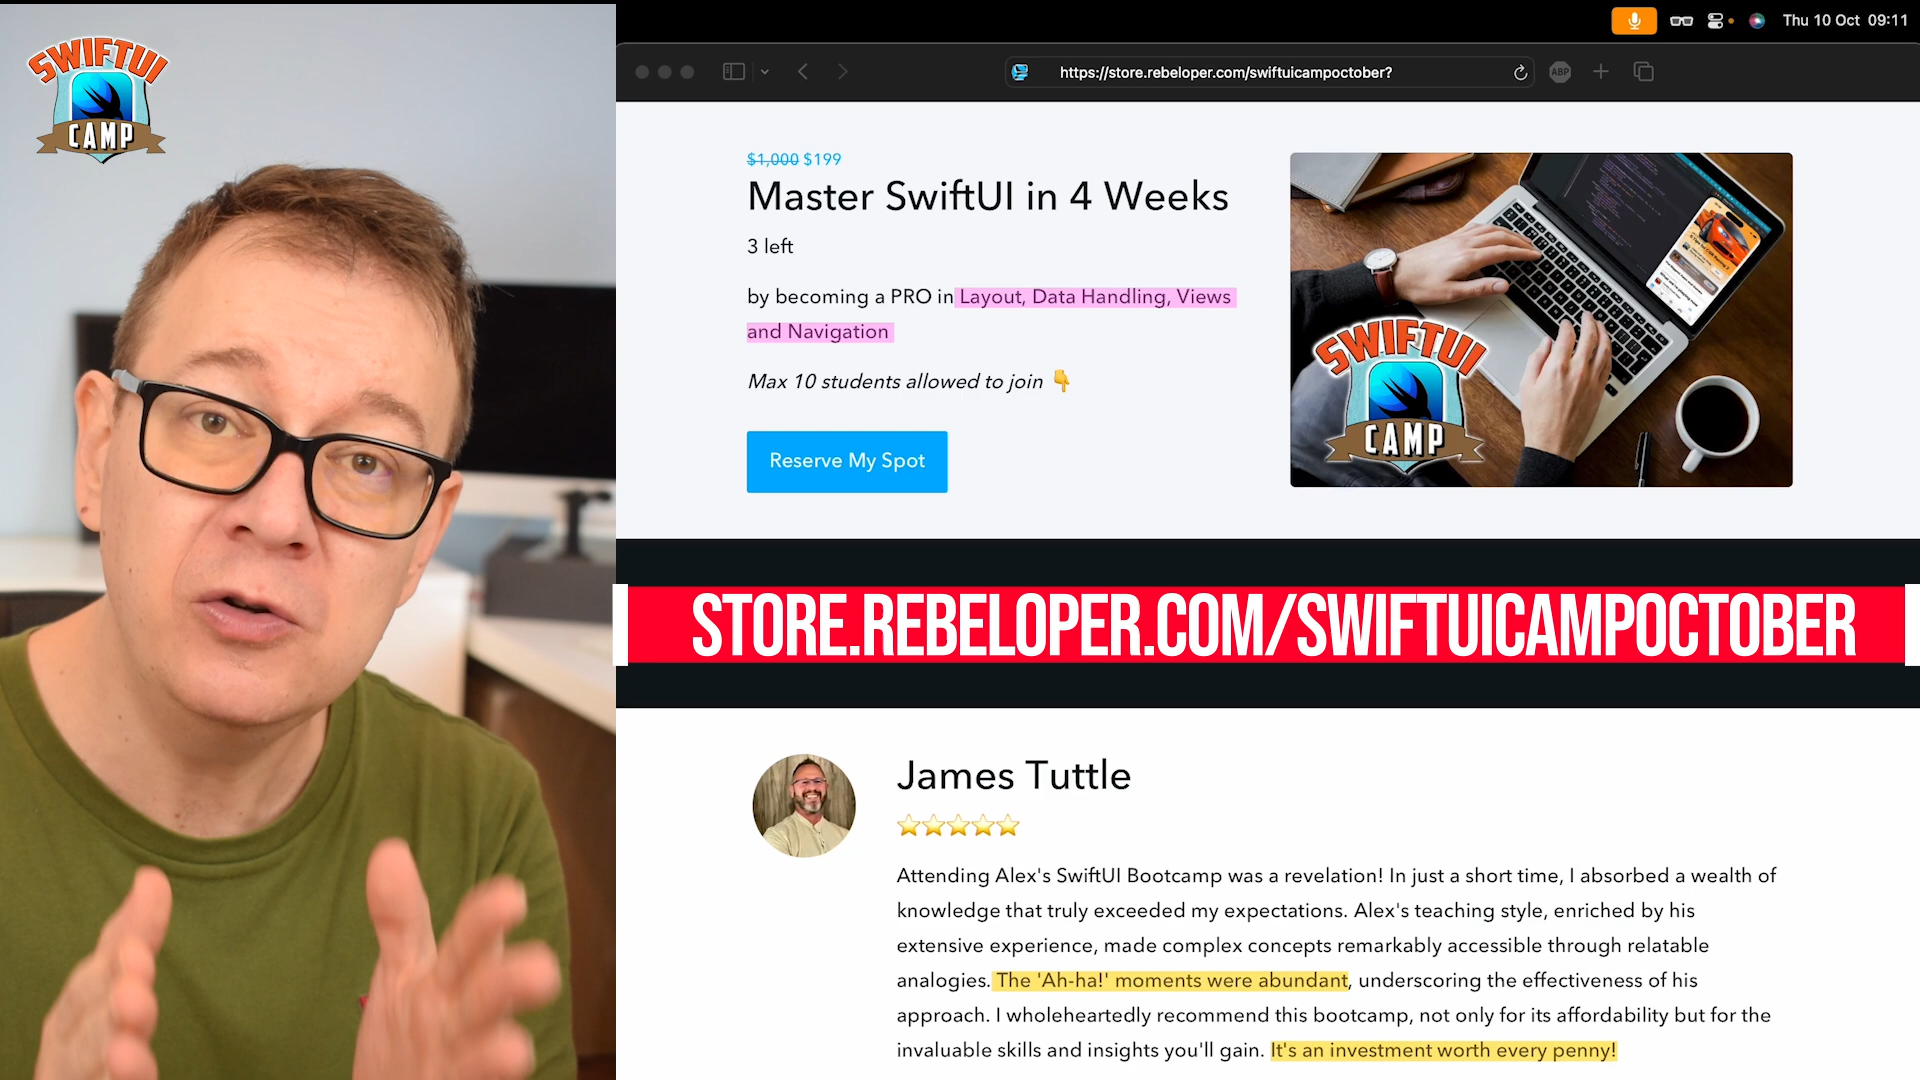 SWIFTUI
CAMP
Thu 10 Oct 09:11
https://store.rebeloper.com/swiftuicampoctober?
ABP
$1,000 $199
Master SwiftUI in 4 Weeks
3 left
by becoming a PRO in Layout, Data Handling, Views
and Navigation
Max 10 students allowed to join 👇
Reserve My Spot
SWIFTUI
CAMP
STORE.REBELOPER.COM/SWIFTUICAMPOCTOBER
James Tuttle
⭐⭐⭐⭐⭐
Attending Alex's SwiftUI Bootcamp was a revelation! In just a short time, I absorbed a wealth of
knowledge that truly exceeded my expectations. Alex's teaching style, enriched by his
extensive experience, made complex concepts remarkably accessible through relatable
analogies. The 'Ah-ha!' moments were abundant, underscoring the effectiveness of his
approach. I wholeheartedly recommend this bootcamp, not only for its affordability but for the
invaluable skills and insights you'll gain. It's an investment worth every penny!